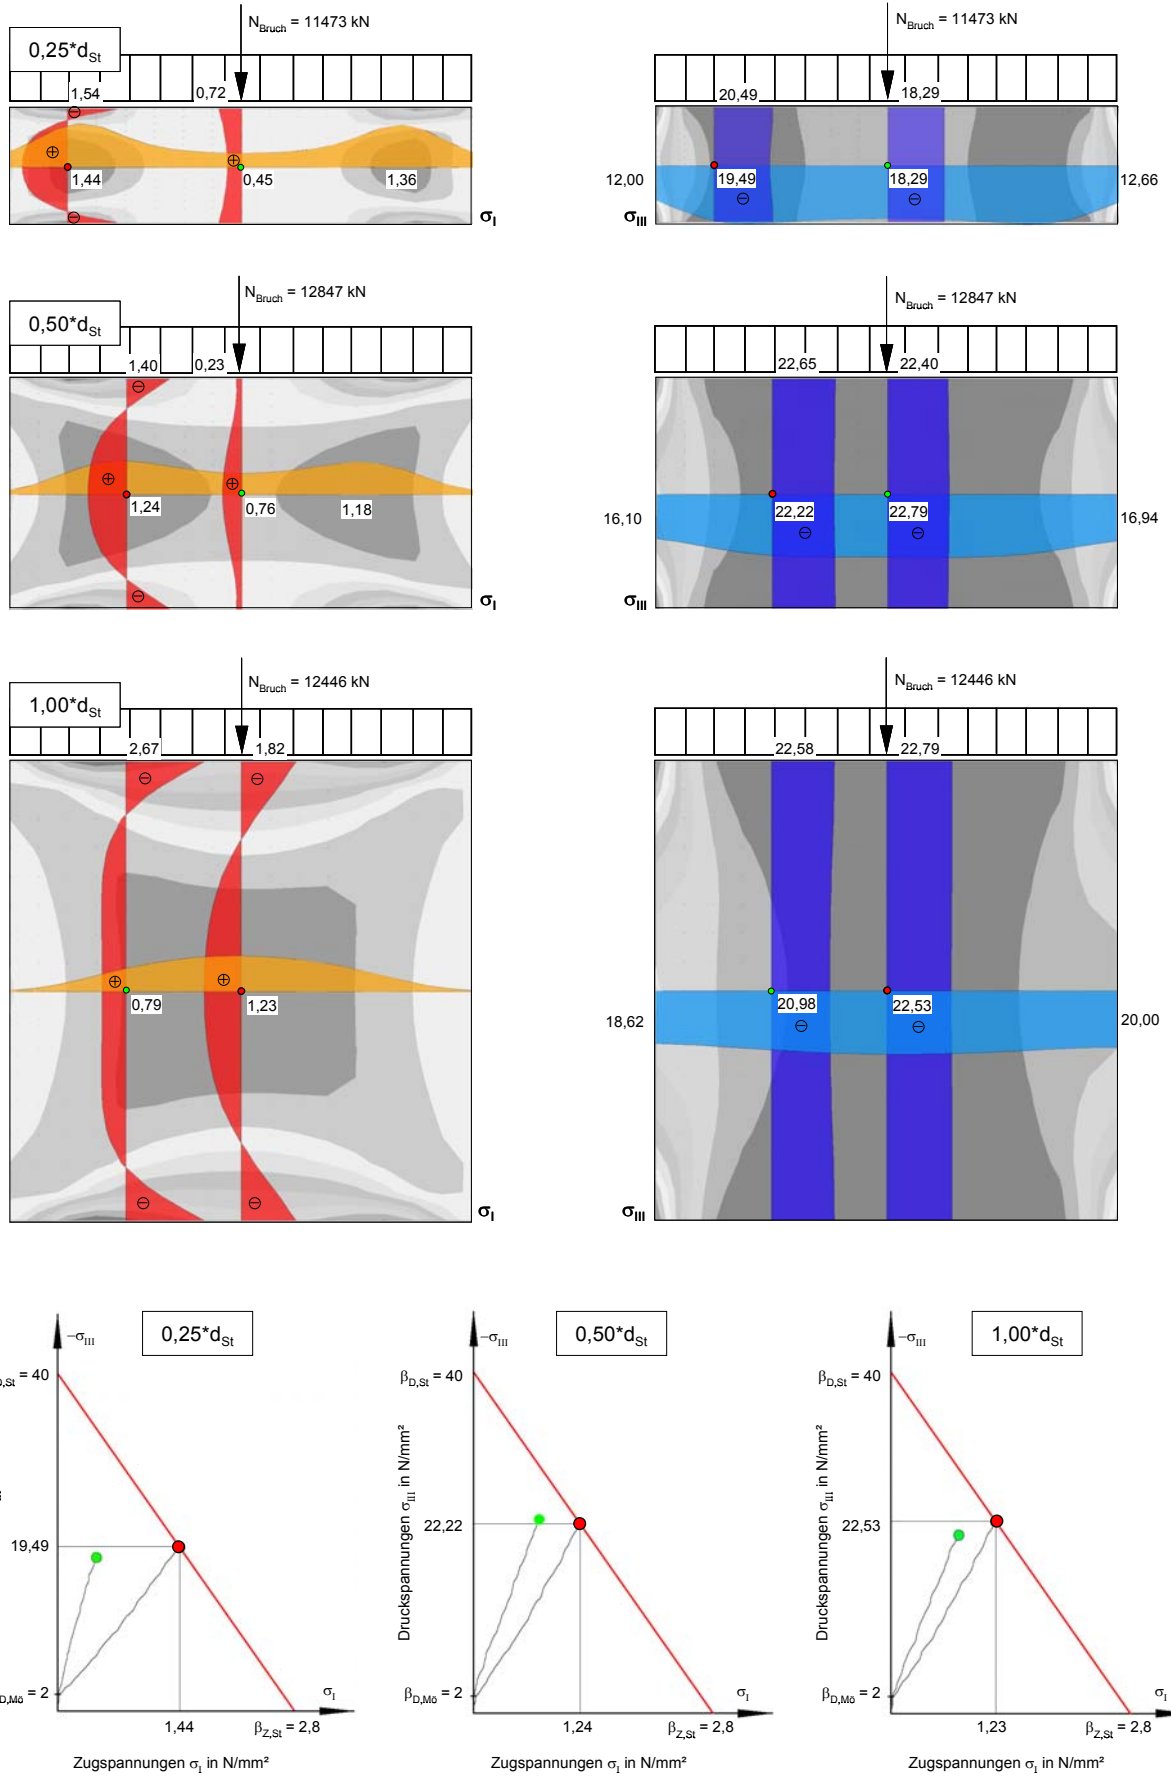 N_Bruch = 11473 kN
N_Bruch = 11473 kN
0,25*d_St
1,54 0,72
20,49 18,29
⊖
⊕ ⊕
1,44 0,45 1,36
12,00 19,49 18,29 12,66
⊖ ⊖
⊖
σ_I
σ_III
N_Bruch = 12847 kN
N_Bruch = 12847 kN
0,50*d_St
1,40 0,23
22,65 22,40
⊖
⊕ ⊕
1,24 0,76 1,18
16,10 22,22 22,79 16,94
⊖ ⊖
⊖
σ_I
σ_III
N_Bruch = 12446 kN
N_Bruch = 12446 kN
1,00*d_St
2,67 1,82
22,58 22,79
⊖ ⊖
⊕ ⊕
0,79 1,23
18,62 20,98 22,53 20,00
⊖ ⊖
⊖ ⊖
σ_I
σ_III
0,25*d_St
–σ_III
D,St = 40
19,49
D,Mö = 2
σ_I
1,44
β_Z,St = 2,8
Zugspannungen σ_I in N/mm²
0,50*d_St
–σ_III
β_D,St = 40
Druckspannungen σ_III in N/mm²
22,22
β_D,Mö = 2
σ_I
1,24
β_Z,St = 2,8
Zugspannungen σ_I in N/mm²
1,00*d_St
–σ_III
β_D,St = 40
Druckspannungen σ_III in N/mm²
22,53
β_D,Mö = 2
σ_I
1,23
β_Z,St = 2,8
Zugspannungen σ_I in N/mm²